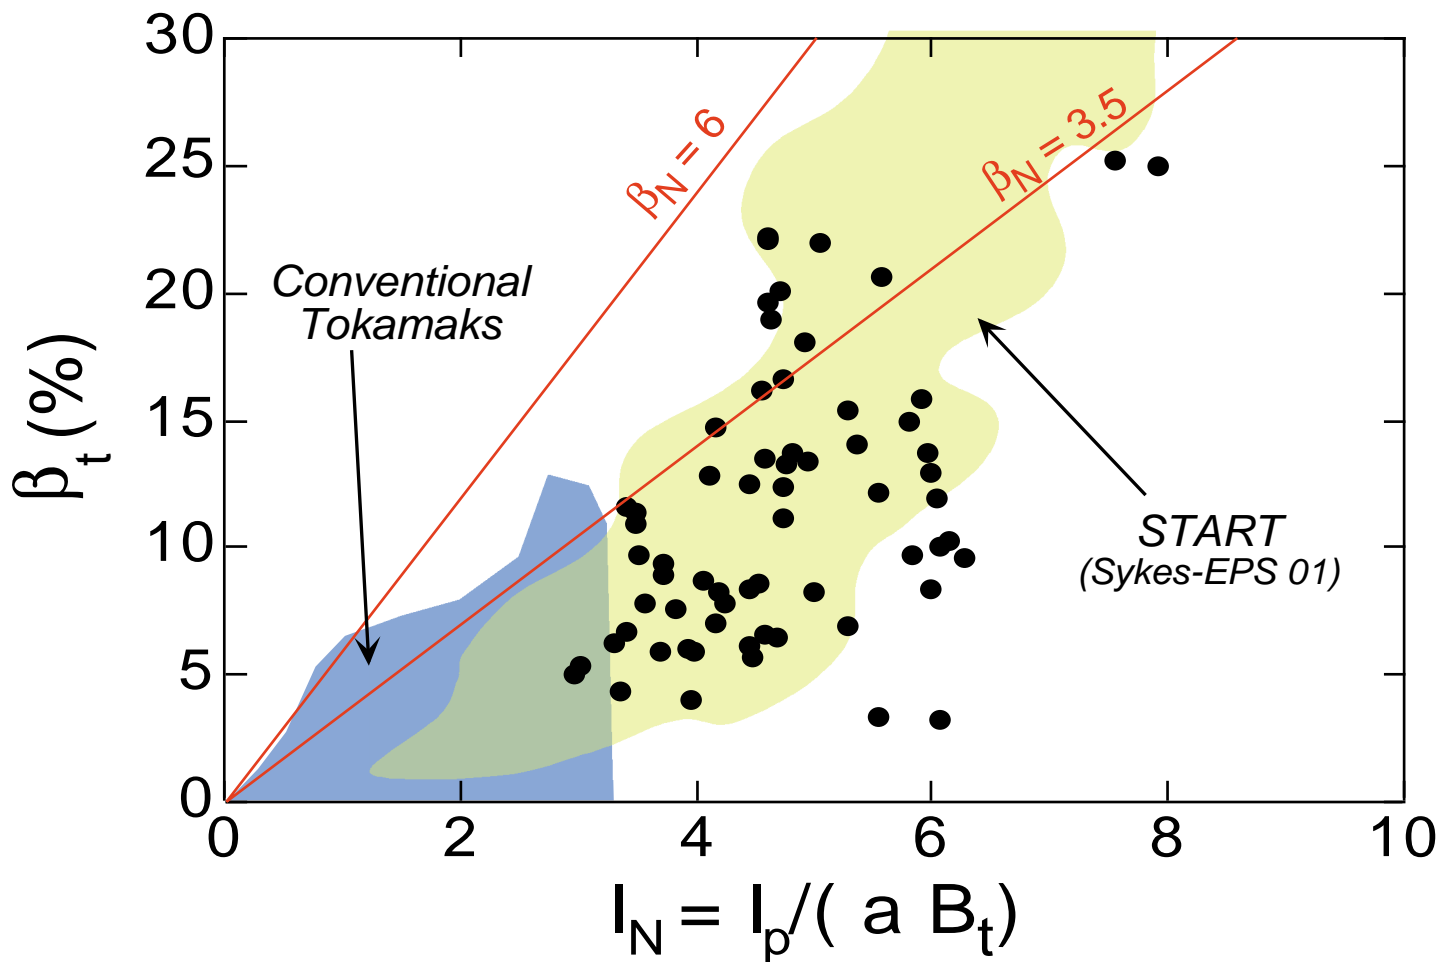 30
25
20
15
10
5
0
β_t (%)
0 2 4 6 8 10
I_N = I_p/( a B_t)
β_N = 6
β_N = 3.5
Conventional
Tokamaks
START
(Sykes-EPS 01)